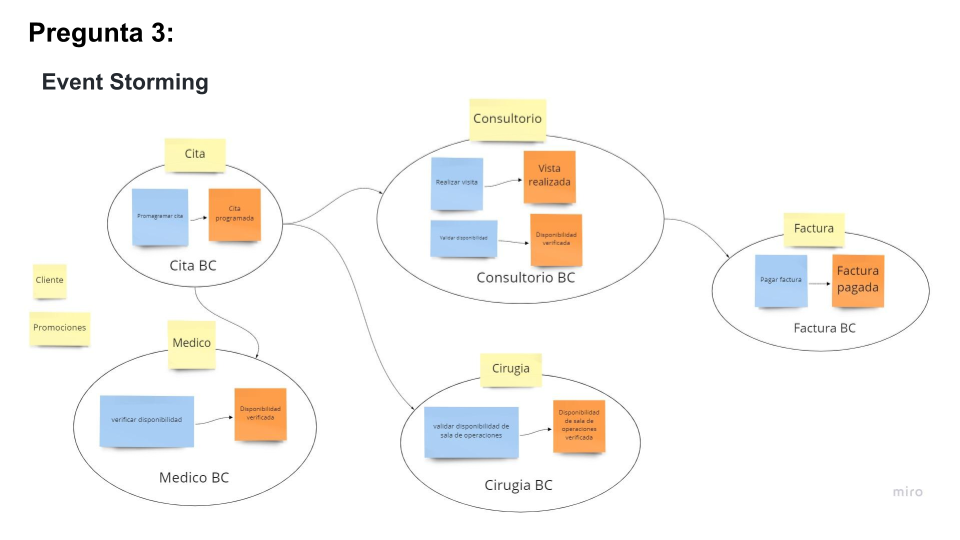 Pregunta 3:
Event Storming
Cita
Promagramar cita
Cita
programada
Cita BC
Consultorio
Realizar visita
Vista
realizada
Validar disponibilidad
Disponibilidad
verificada
Consultorio BC
Factura
Pagar factura
Factura
pagada
Factura BC
Cliente
Promociones
Medico
verificar disponibilidad
Disponibilidad
verificada
Medico BC
Cirugia
validar disponibilidad de
sala de operaciones
Disponibilidad
de sala de
operaciones
verificada
Cirugia BC
miro